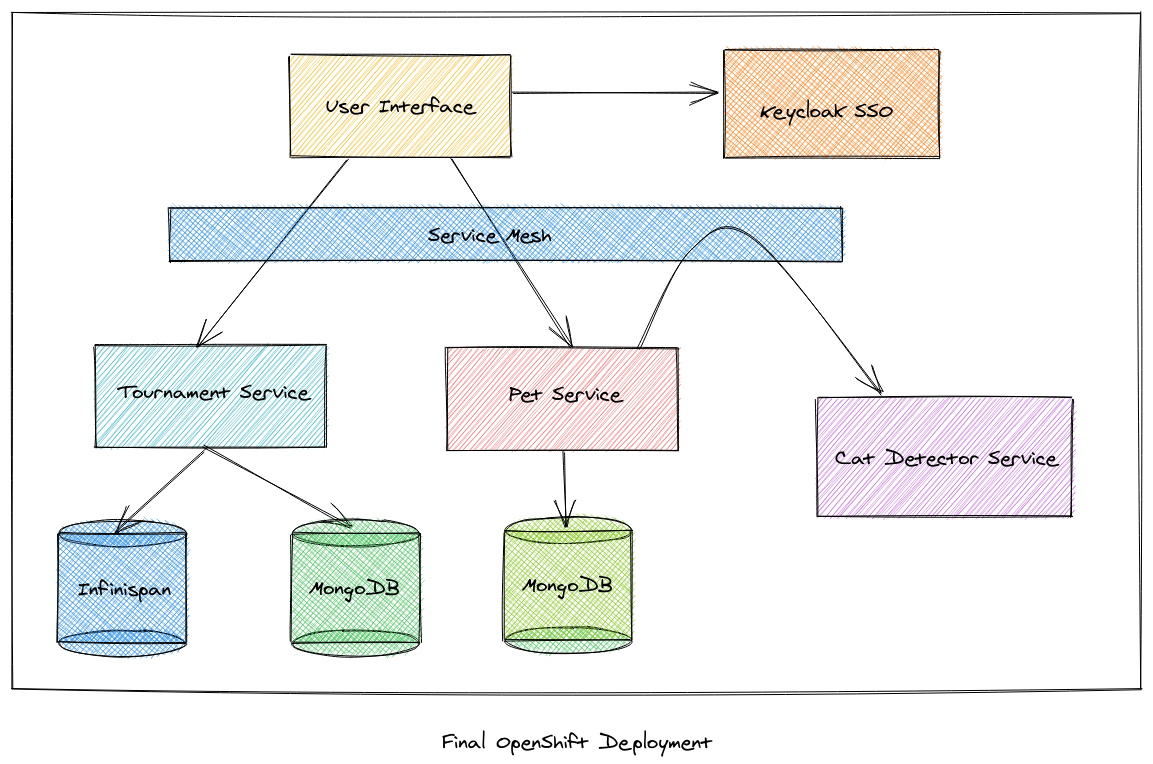 User Interface
Keycloak SSO
Service Mesh
Tournament Service
Pet Service
Cat Detector Service
Infinispan
MongoDB
MongoDB
Final OpenShift Deployment